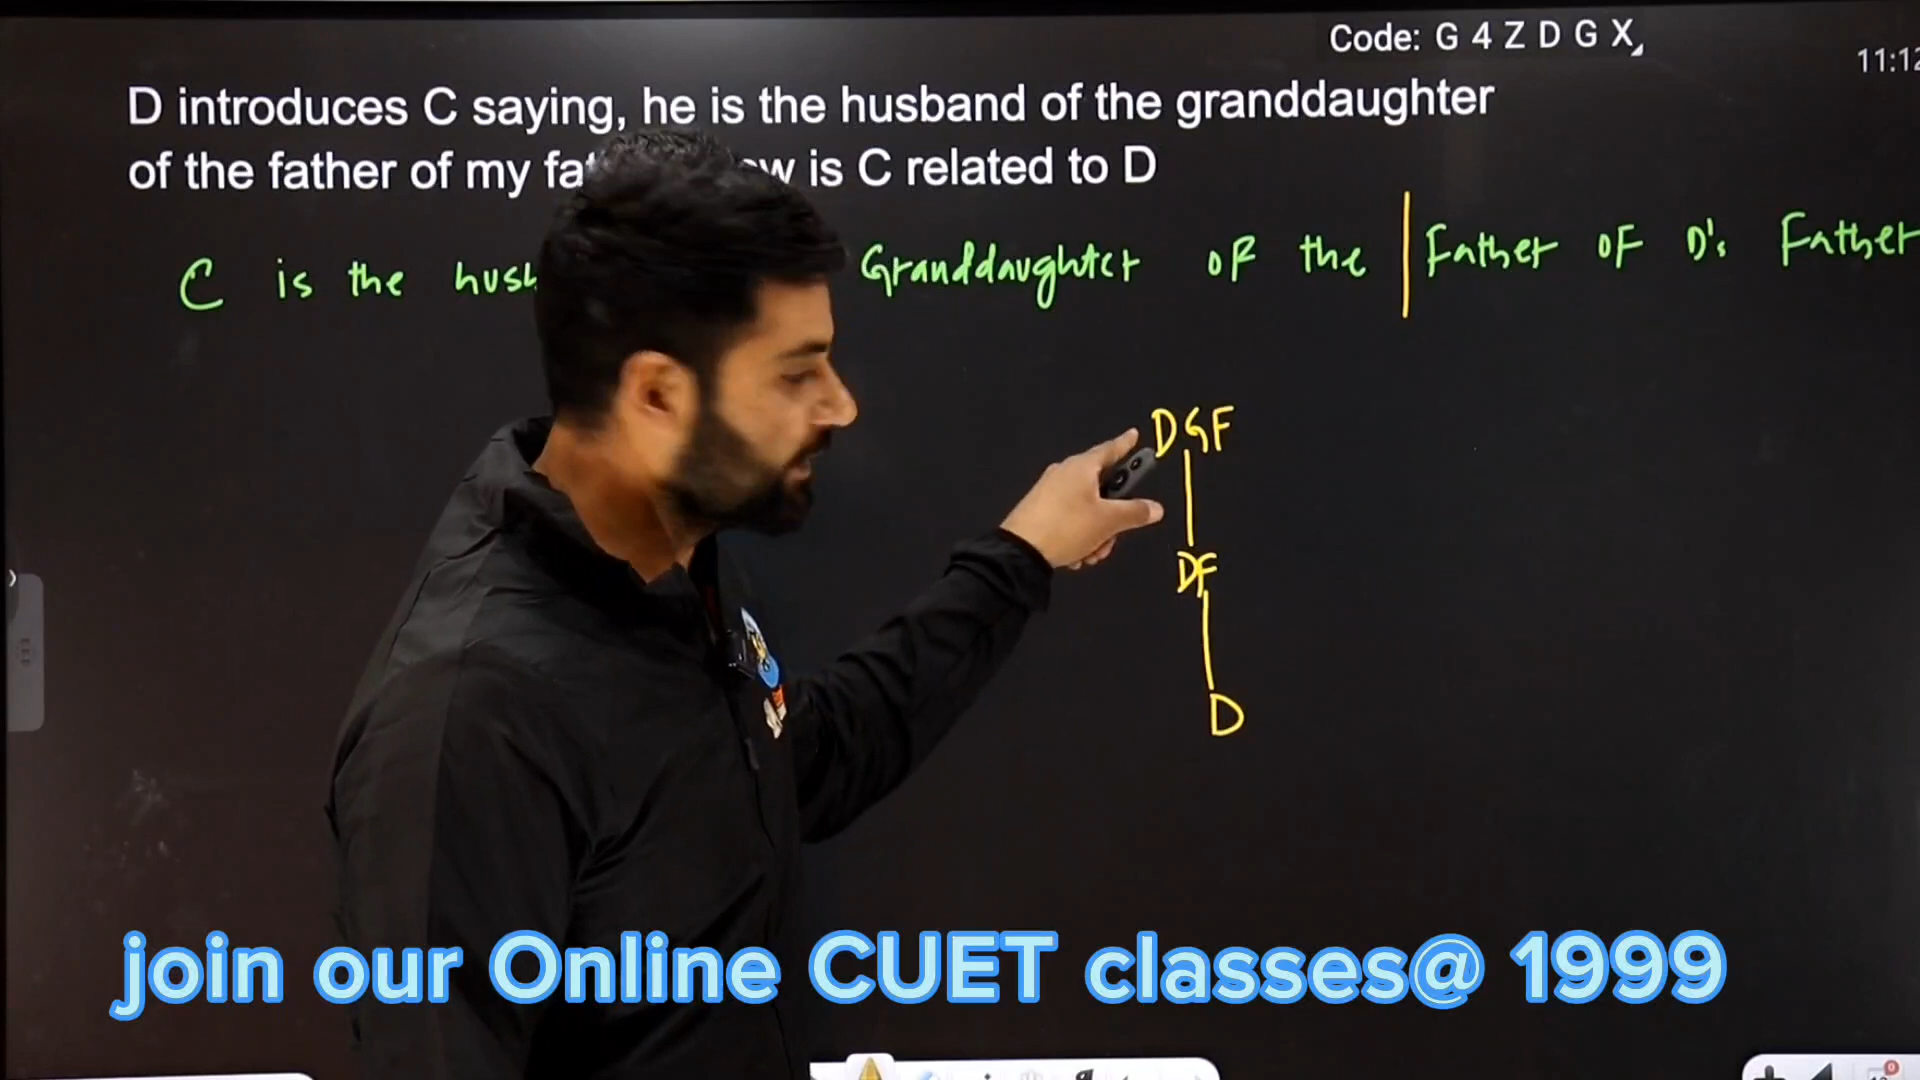 Code: G 4 Z D G X
11:12
D introduces C saying, he is the husband of the granddaughter
of the father of my is C related to D
C is the Granddaughter of the | Father of D's Father
DGF
DF
D
join our Online CUET classes@ 1999